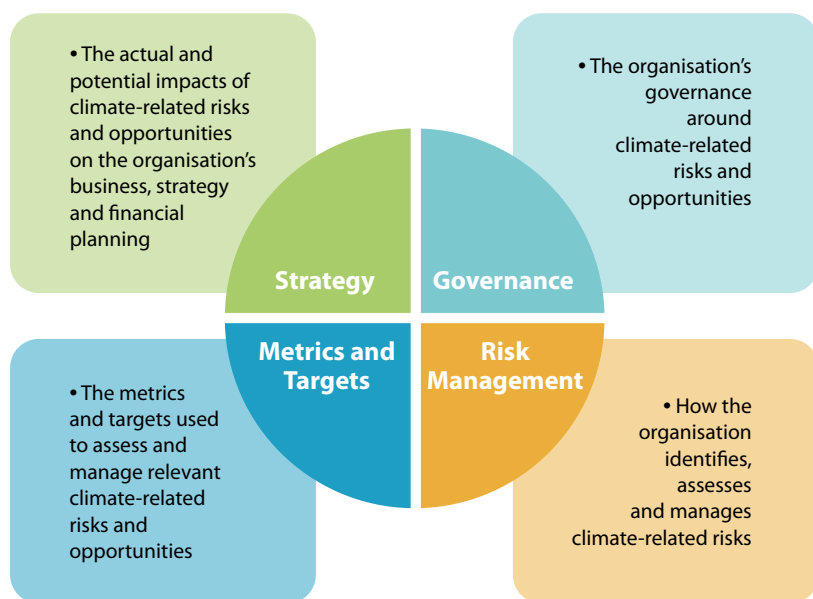 • The actual and
potential impacts of
climate-related risks
and opportunities
on the organisation's
business, strategy
and financial
planning
• The organisation's
governance
around
climate-related
risks and
opportunities
Strategy
Governance
Metrics and
Targets
Risk
Management
• The metrics
and targets used
to assess and
manage relevant
climate-related
risks and
opportunities
• How the
organisation
identifies,
assesses
and manages
climate-related risks